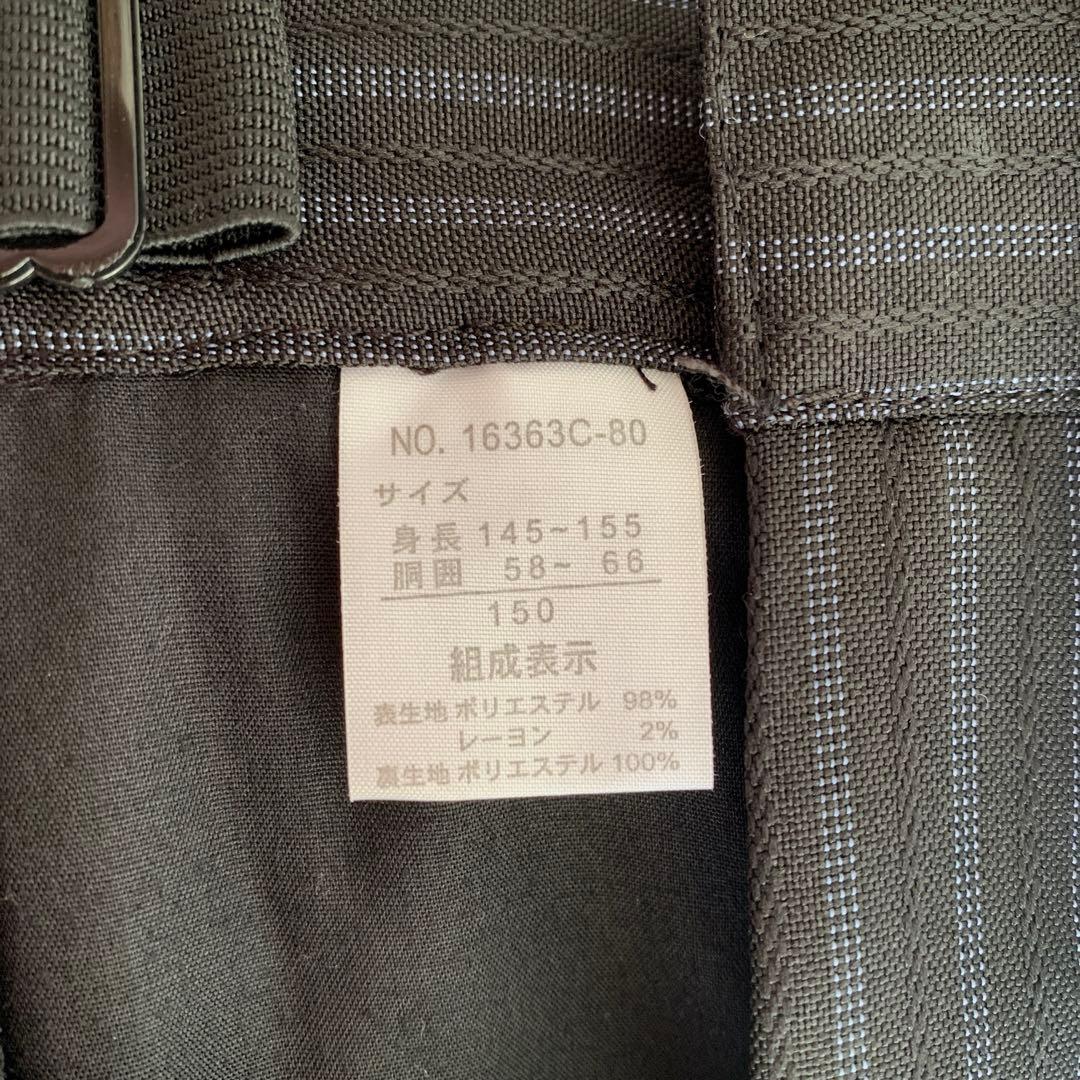 NO. 16363C-80
サイズ
身長 145~155
胴囲 58~ 66
150
組成表示
表生地 ポリエステル 98%
レーヨン 2%
裏生地 ポリエステル 100%